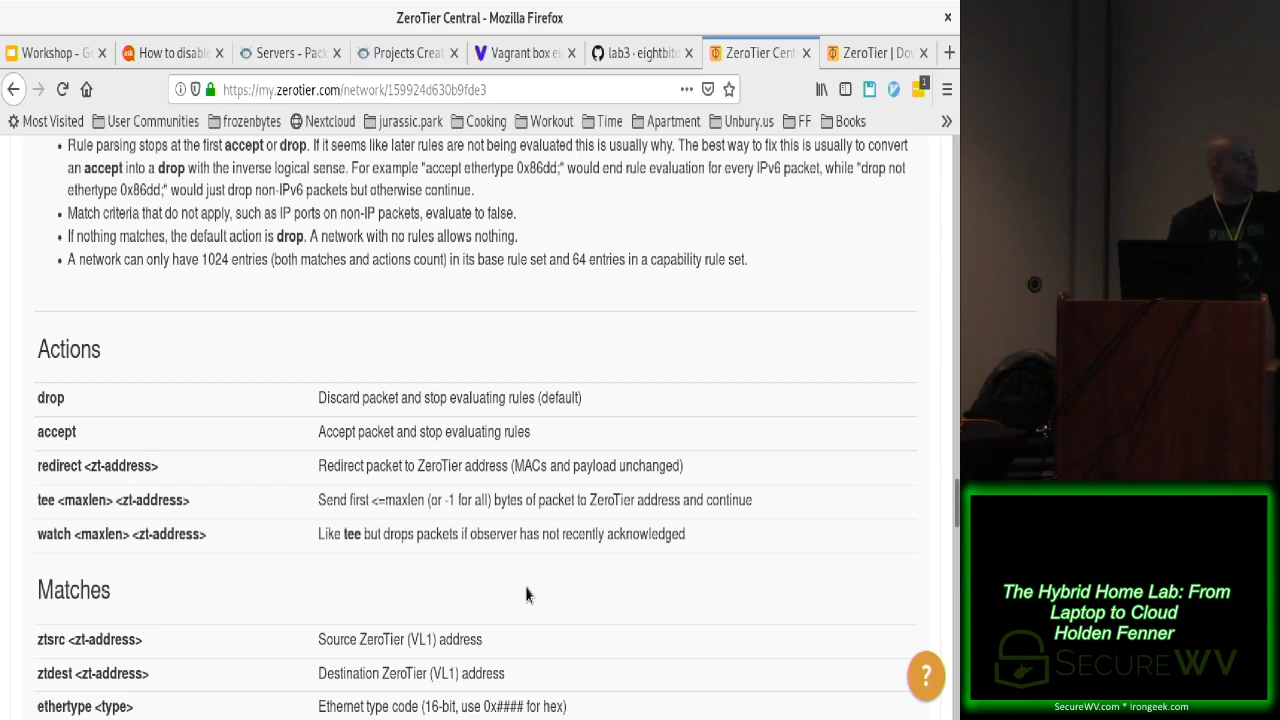 ZeroTier Central - Mozilla Firefox
Workshop - G
How to disabl
Servers - Pack
Projects Creat
Vagrant box ei
lab3 · eightbit
ZeroTier Cent
ZeroTier | Dov
https://my.zerotier.com/network/159924d630b9fde3
1
Most Visited
User Communities
frozenbytes
Nextcloud
jurassic.park
Cooking
Workout
Time
Apartment
Unbury.us
FF
Books
• Rule parsing stops at the first accept or drop. If it seems like later rules are not being evaluated this is usually why. The best way to fix this is usually to convert
an accept into a drop with the inverse logical sense. For example "accept ethertype 0x86dd;" would end rule evaluation for every IPv6 packet, while "drop not
ethertype 0x86dd;" would just drop non-IPv6 packets but otherwise continue.
• Match criteria that do not apply, such as IP ports on non-IP packets, evaluate to false.
• If nothing matches, the default action is drop. A network with no rules allows nothing.
• A network can only have 1024 entries (both matches and actions count) in its base rule set and 64 entries in a capability rule set.
Actions
drop Discard packet and stop evaluating rules (default)
accept Accept packet and stop evaluating rules
redirect <zt-address> Redirect packet to ZeroTier address (MACs and payload unchanged)
tee <maxlen> <zt-address> Send first <=maxlen (or -1 for all) bytes of packet to ZeroTier address and continue
watch <maxlen> <zt-address> Like tee but drops packets if observer has not recently acknowledged
Matches
ztsrc <zt-address> Source ZeroTier (VL1) address
ztdest <zt-address> Destination ZeroTier (VL1) address
ethertype <type> Ethernet type code (16-bit, use 0x#### for hex)
?
The Hybrid Home Lab: From
Laptop to Cloud
Holden Fenner
SECUREWV
SecureWV.com * irongeek.com